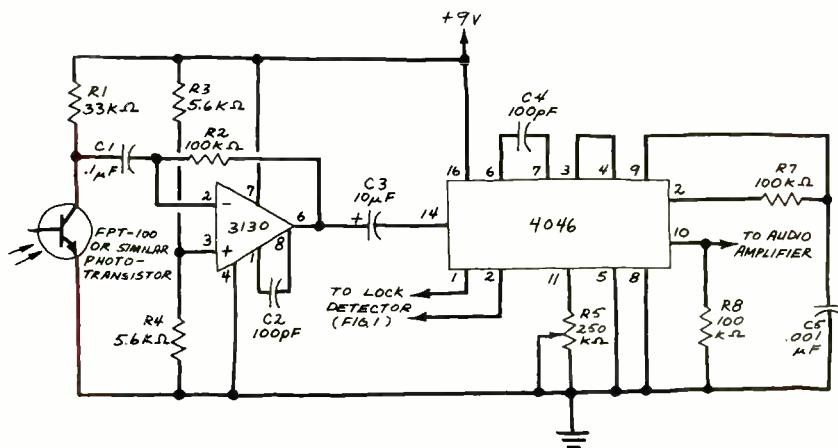 +9V
R1
33KΩ
R3
5.6KΩ
C1
.1µF
R2
100KΩ
C3
10µF
+
C4
100pF
16
6
7
3
4
9
R7
100KΩ
2
–
7
3130
6
3
+
8
1
4
C2
100pF
FPT-100
OR SIMILAR
PHOTO-
TRANSISTOR
R4
5.6KΩ
14
4046
2
10
TO AUDIO
AMPLIFIER
1
2
11
5
8
TO LOCK
DETECTOR
(FIG.1)
R5
250
KΩ
R8
100
KΩ
C5
.001
µF